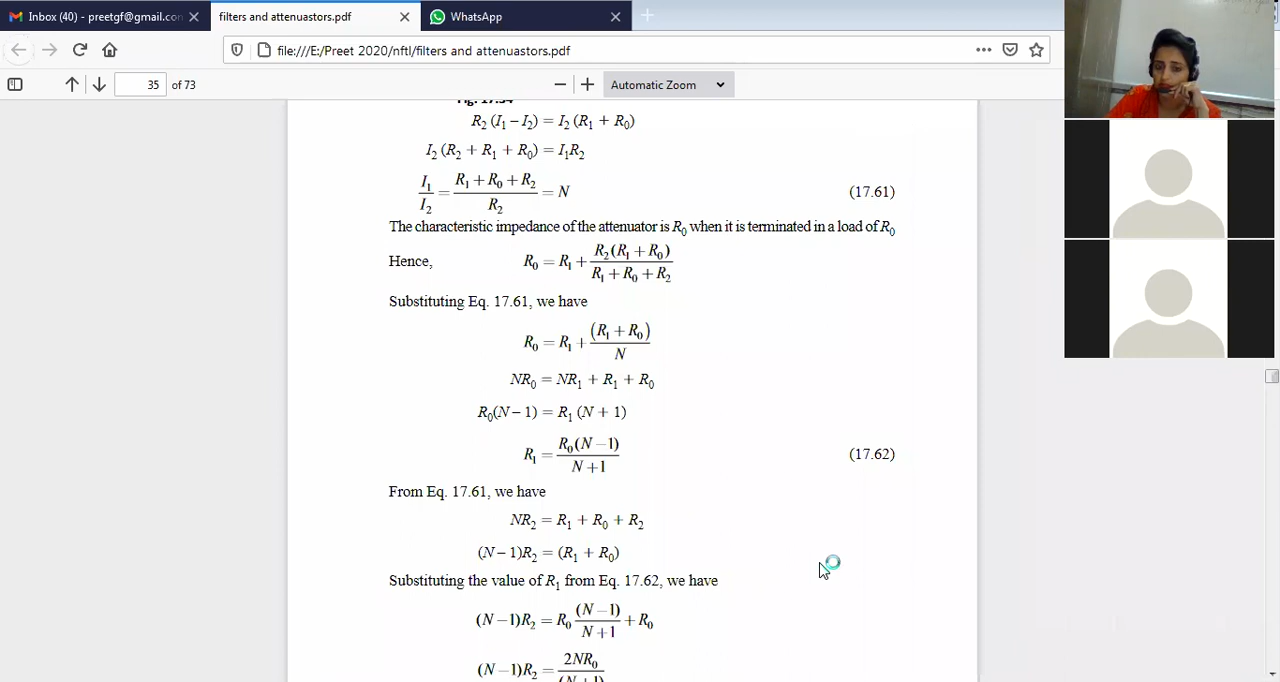 Inbox (40) - preetgf@gmail.con
filters and attenuastors.pdf
WhatsApp
file:///E:/Preet 2020/nftl/filters and attenuastors.pdf
35 of 73
Automatic Zoom
R₂ (I₁ – I₂) = I₂ (R₁ + R₀)
I₂ (R₂ + R₁ + R₀) = I₁R₂
I₁/I₂ = (R₁ + R₀ + R₂)/R₂ = N (17.61)
The characteristic impedance of the attenuator is R₀ when it is terminated in a load of R₀
Hence, R₀ = R₁ + R₂(R₁ + R₀)/(R₁ + R₀ + R₂)
Substituting Eq. 17.61, we have
R₀ = R₁ + (R₁ + R₀)/N
NR₀ = NR₁ + R₁ + R₀
R₀(N – 1) = R₁ (N + 1)
R₁ = R₀(N – 1)/(N + 1) (17.62)
From Eq. 17.61, we have
NR₂ = R₁ + R₀ + R₂
(N – 1)R₂ = (R₁ + R₀)
Substituting the value of R₁ from Eq. 17.62, we have
(N – 1)R₂ = R₀ (N – 1)/(N + 1) + R₀
(N – 1)R₂ = 2NR₀/(N + 1)